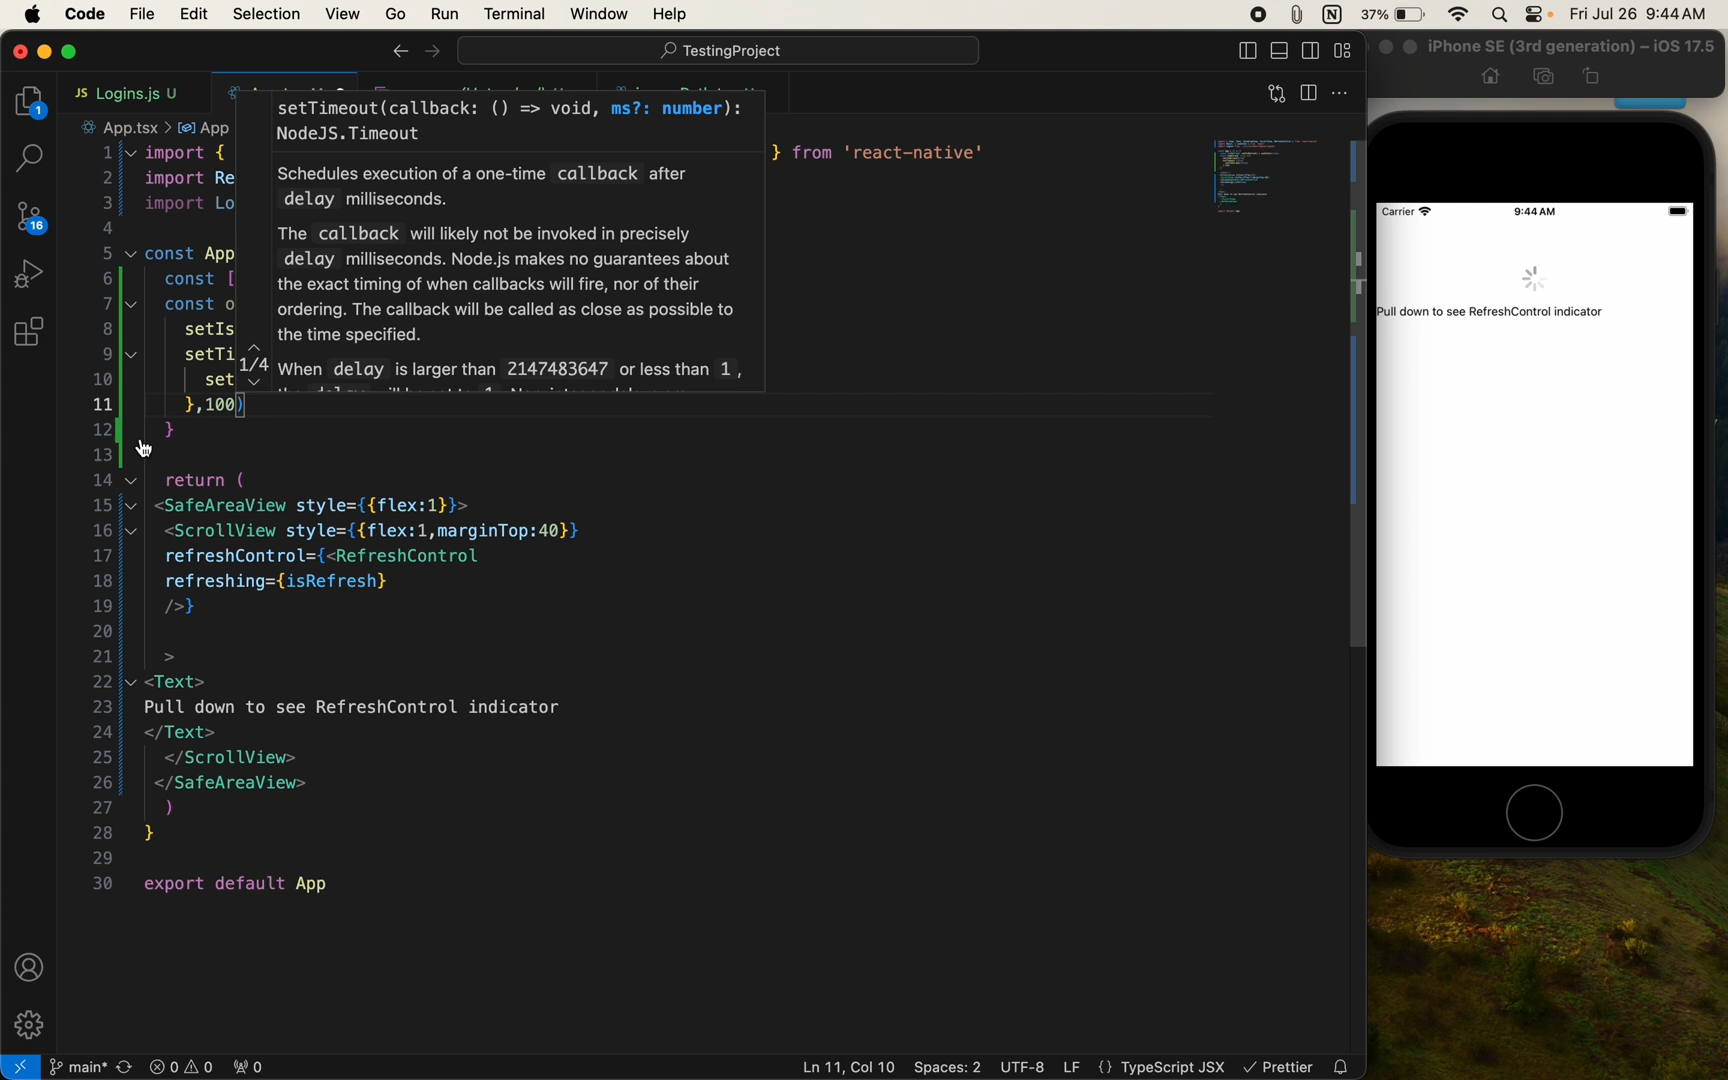 Code File Edit Selection View Go Run Terminal Window Help 37% Fri Jul 26 9:44 AM
TestingProject
iPhone SE (3rd generation) – iOS 17.5
JS Logins.js U
App.tsx > App
setTimeout(callback: () => void, ms?: number):
NodeJS.Timeout
Schedules execution of a one-time callback after
delay milliseconds.
The callback will likely not be invoked in precisely
delay milliseconds. Node.js makes no guarantees about
the exact timing of when callbacks will fire, nor of their
ordering. The callback will be called as close as possible to
the time specified.
1/4
When delay is larger than 2147483647 or less than 1,
1 import { } from 'react-native'
2 import Re
3 import Lo
4
5 const App
6 const [
7 const o
8 setIs
9 setTi
10 set
11 },100)
12 }
13
14 return (
15 <SafeAreaView style={{flex:1}}>
16 <ScrollView style={{flex:1,marginTop:40}}
17 refreshControl={<RefreshControl
18 refreshing={isRefresh}
19 />}
20
21 >
22 <Text>
23 Pull down to see RefreshControl indicator
24 </Text>
25 </ScrollView>
26 </SafeAreaView>
27 )
28 }
29
30 export default App
1
16
Carrier 9:44 AM
Pull down to see RefreshControl indicator
main* 0 0 0 Ln 11, Col 10 Spaces: 2 UTF-8 LF {} TypeScript JSX Prettier